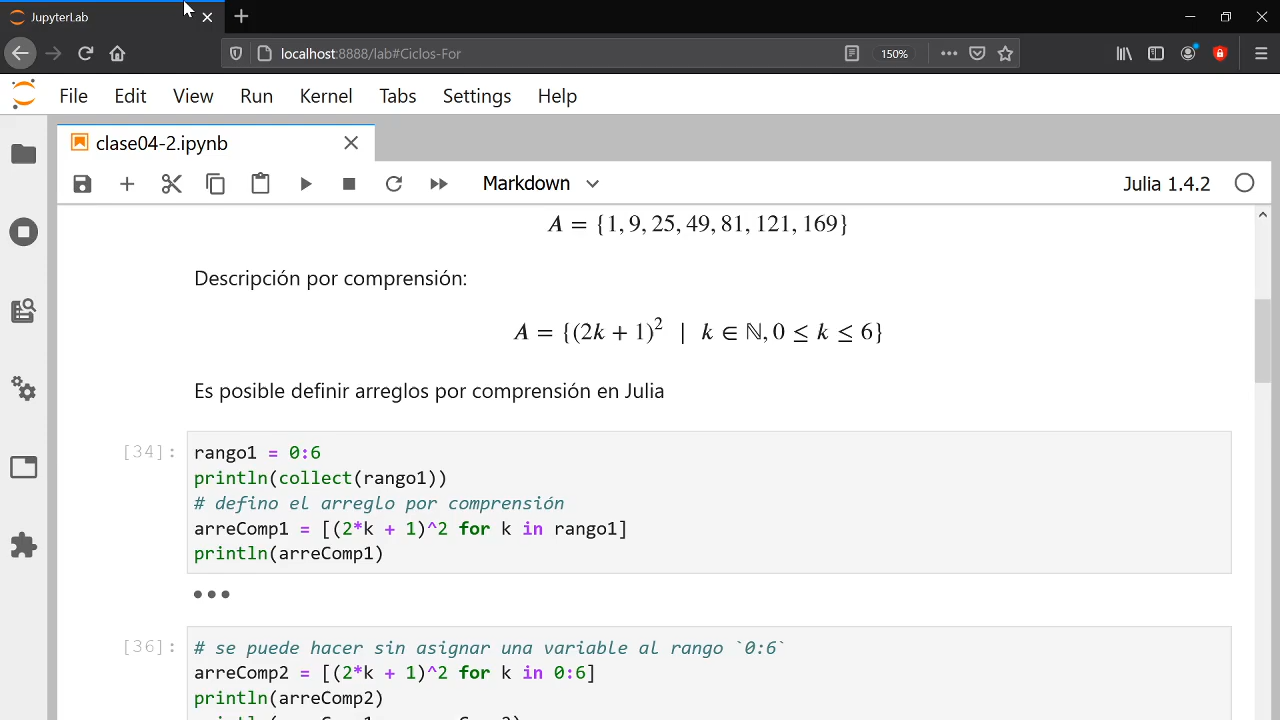 JupyterLab
localhost:8888/lab#Ciclos-For
150%
File Edit View Run Kernel Tabs Settings Help
clase04-2.ipynb
Markdown
Julia 1.4.2
A = {1, 9, 25, 49, 81, 121, 169}
Descripción por comprensión:
A = {(2k + 1)² | k ∈ ℕ, 0 ≤ k ≤ 6}
Es posible definir arreglos por comprensión en Julia
[34]:
rango1 = 0:6
println(collect(rango1))
# defino el arreglo por comprensión
arreComp1 = [(2*k + 1)^2 for k in rango1]
println(arreComp1)
[36]:
# se puede hacer sin asignar una variable al rango `0:6`
arreComp2 = [(2*k + 1)^2 for k in 0:6]
println(arreComp2)